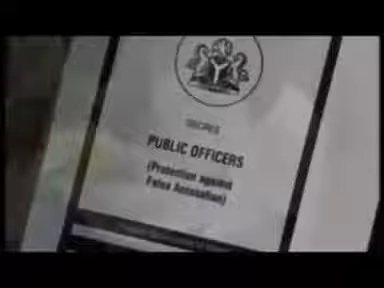 DECREE
PUBLIC OFFICERS
(Protection against
False Accusation)